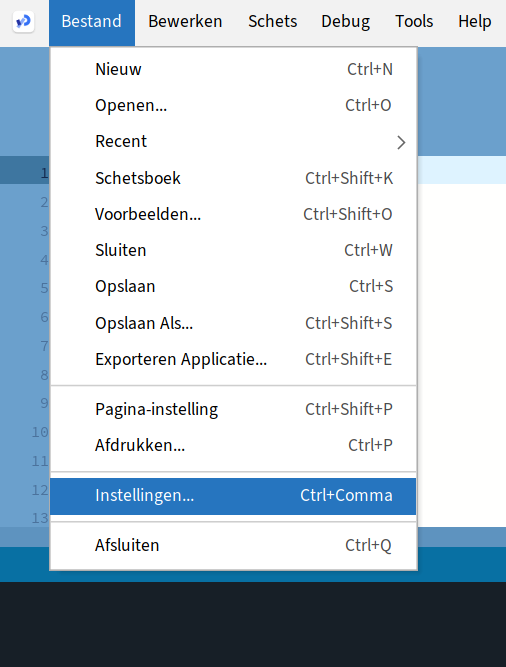 Bestand Bewerken Schets Debug Tools Help
Nieuw Ctrl+N
Openen... Ctrl+O
Recent
1 Schetsboek Ctrl+Shift+K
2 Voorbeelden... Ctrl+Shift+O
3 Sluiten Ctrl+W
4
5 Opslaan Ctrl+S
6 Opslaan Als... Ctrl+Shift+S
7 Exporteren Applicatie... Ctrl+Shift+E
8
9 Pagina-instelling Ctrl+Shift+P
10 Afdrukken... Ctrl+P
11
12 Instellingen... Ctrl+Comma
13
Afsluiten Ctrl+Q